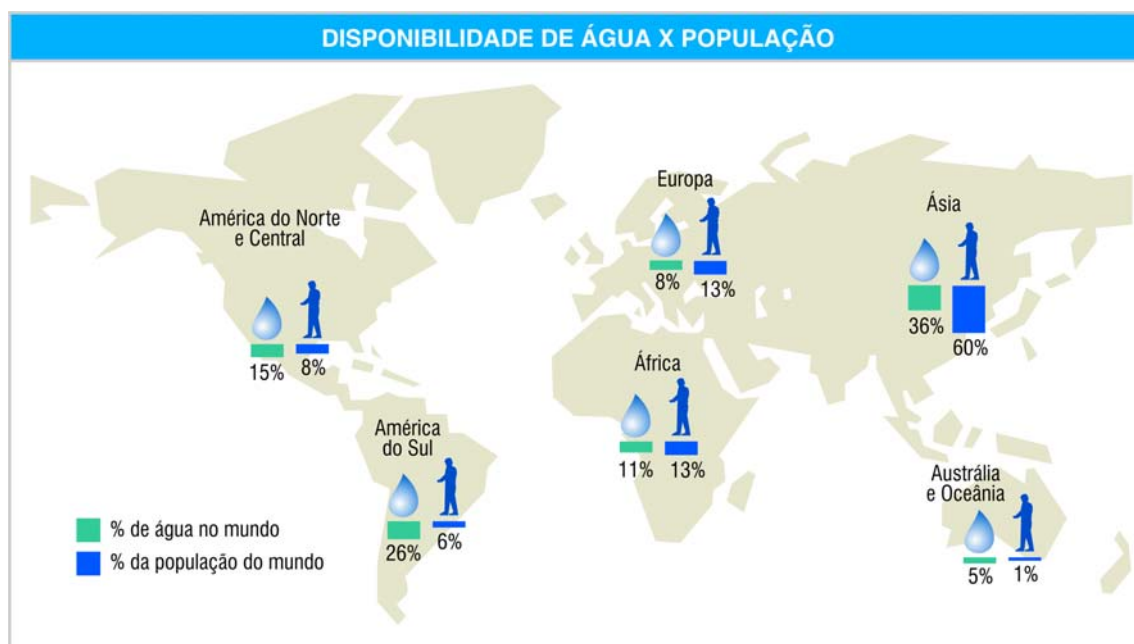 DISPONIBILIDADE DE ÁGUA X POPULAÇÃO
América do Norte
e Central
15%
8%
Europa
8%
13%
Ásia
36%
60%
África
11%
13%
América
do Sul
26%
6%
Austrália
e Oceânia
5%
1%
% de água no mundo
% da população do mundo